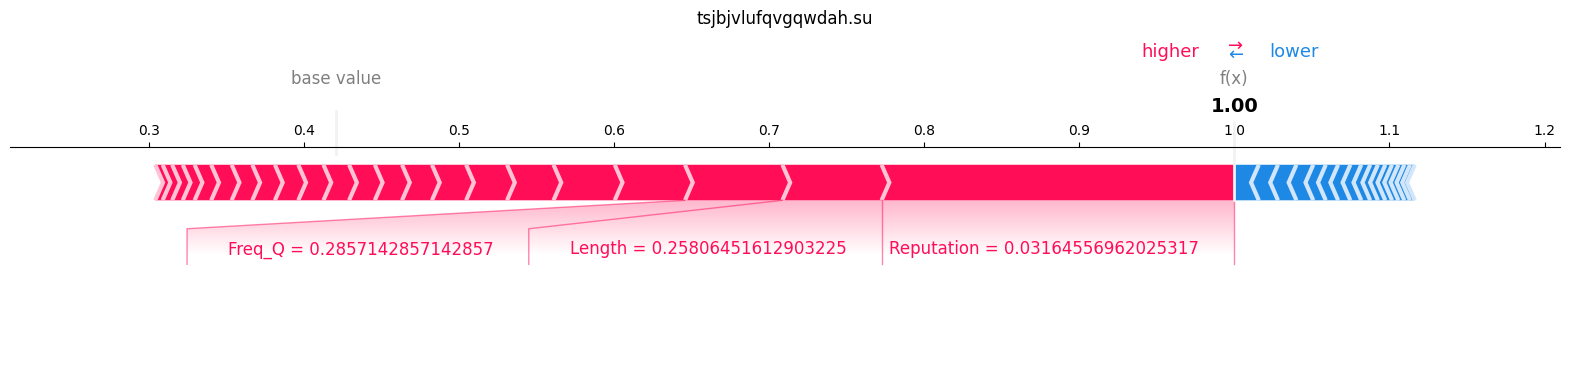 tsjbjvlufqvgqwdah.su
higher → ← lower
base value f(x)
1.00
0.3 0.4 0.5 0.6 0.7 0.8 0.9 1 0 1.1 1.2
Freq_Q = 0.2857142857142857 Length = 0.25806451612903225 Reputation = 0.03164556962025317